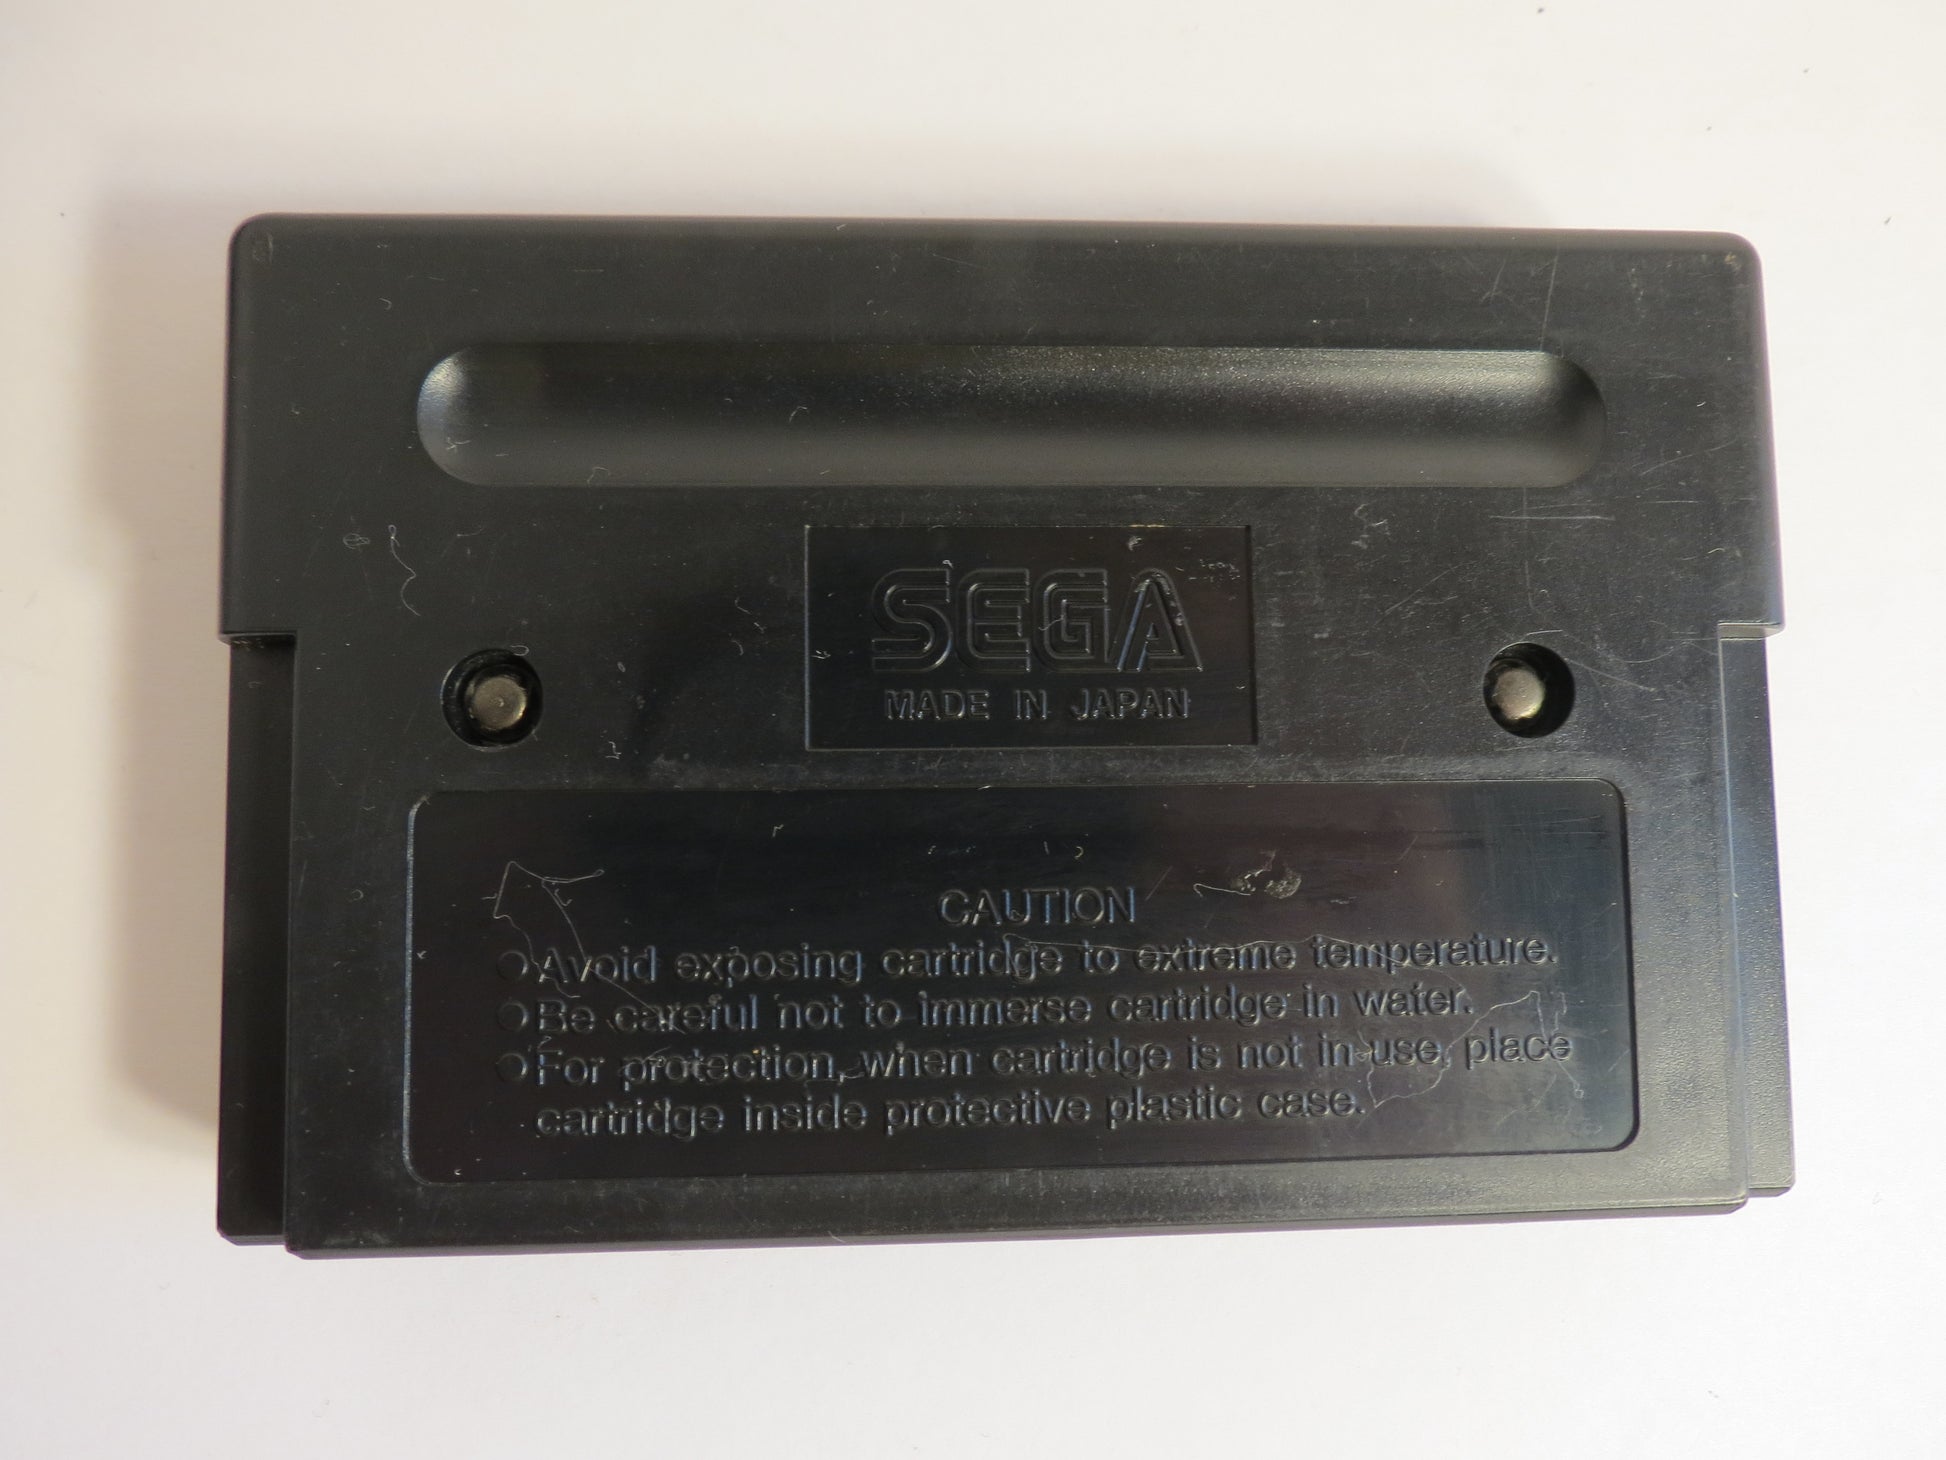 SEGA
MADE IN JAPAN
CAUTION
○Avoid exposing cartridge to extreme temperature.
○Be careful not to immerse cartridge in water.
○For protection, when cartridge is not in use, place
cartridge inside protective plastic case.